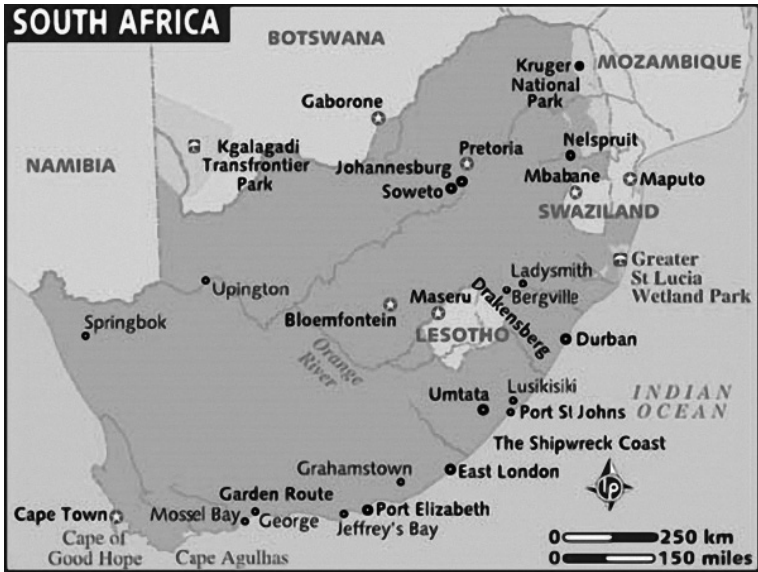 SOUTH AFRICA
BOTSWANA
Kruger
National
Park
MOZAMBIQUE
Gaborone
Kgalagadi
Transfrontier
Park
NAMIBIA
Nelspruit
Pretoria
Johannesburg
Soweto
Mbabane
Maputo
SWAZILAND
Greater
St Lucia
Wetland Park
Ladysmith
Bergville
Drakensberg
Upington
Maseru
Bloemfontein
LESOTHO
Springbok
Durban
Orange
River
INDIAN
OCEAN
Lusikisiki
Umtata
Port St Johns
The Shipwreck Coast
Grahamstown
East London
Garden Route
Port Elizabeth
Cape Town
Mossel Bay
George
Jeffrey's Bay
Cape of
Good Hope
Cape Agulhas
LP
0 250 km
0 150 miles